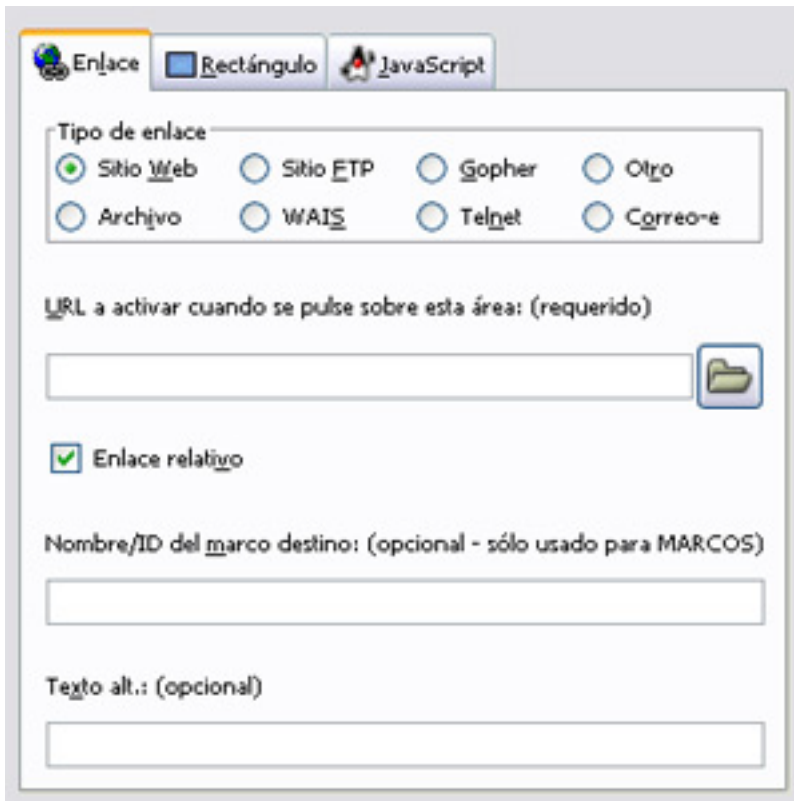 Enlace Rectángulo JavaScript
Tipo de enlace
Sitio Web Sitio FTP Gopher Otro
Archivo WAIS Telnet Correo-e
URL a activar cuando se pulse sobre esta área: (requerido)
Enlace relativo
Nombre/ID del marco destino: (opcional - sólo usado para MARCOS)
Texto alt.: (opcional)